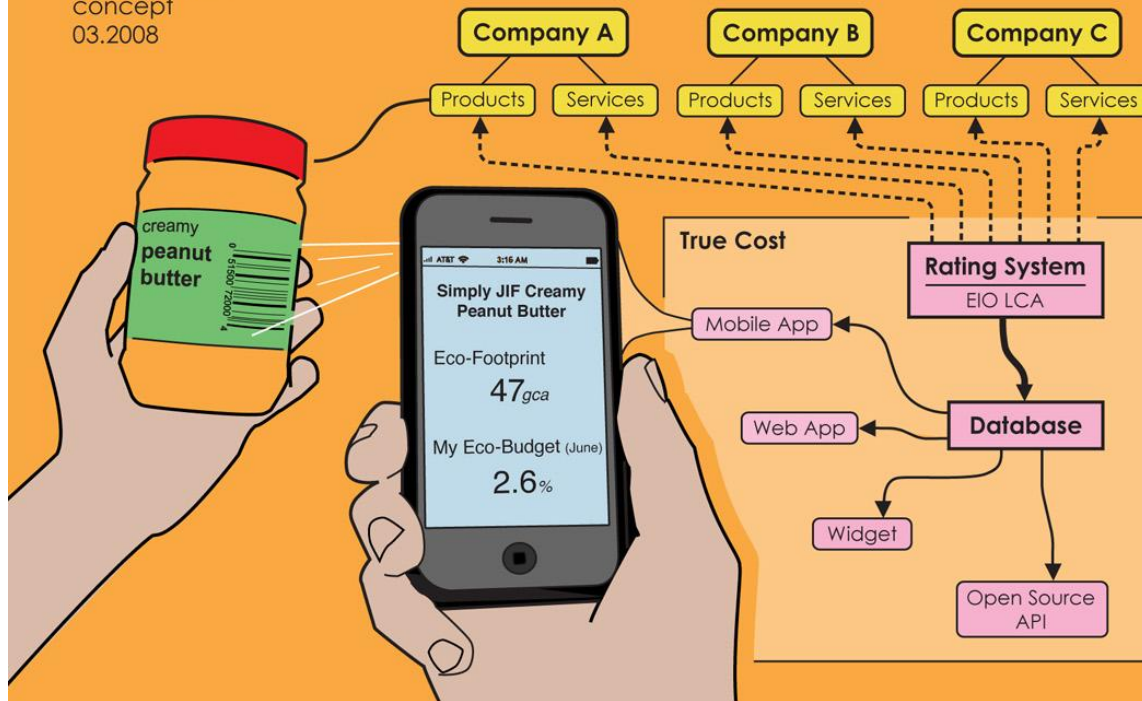 concept
03.2008
Company A
Company B
Company C
Products
Services
Products
Services
Products
Services
creamy
peanut
butter
0 51500 72000 4
AT&T 3:16 AM
Simply JIF Creamy
Peanut Butter
Eco-Footprint
47gca
My Eco-Budget (June)
2.6%
True Cost
Rating System
EIO LCA
Mobile App
Web App
Database
Widget
Open Source
API